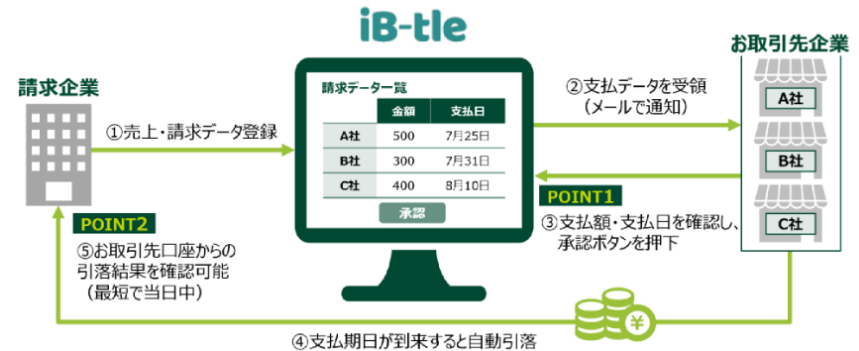 iB-tle
お取引先企業
請求企業
①売上・請求データ登録
請求データ一覧
金額 支払日
A社 500 7月25日
B社 300 7月31日
C社 400 8月10日
承認
②支払データを受領
（メールで通知）
A社
B社
C社
POINT1
③支払額・支払日を確認し、
承認ボタンを押下
④支払期日が到来すると自動引落
¥
POINT2
⑤お取引先口座からの
引落結果を確認可能
（最短で当日中）